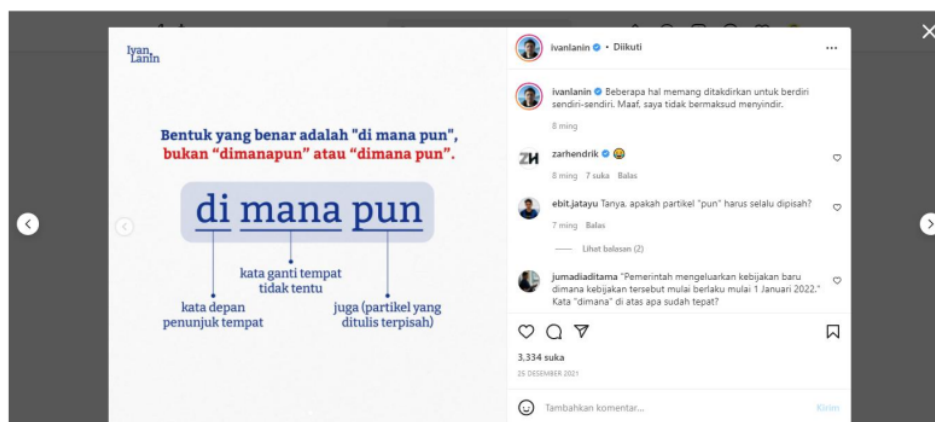 Ivan
Lanin
Bentuk yang benar adalah "di mana pun",
bukan “dimanapun” atau “dimana pun”.
di mana pun
kata ganti tempat
tidak tentu
kata depan
penunjuk tempat
juga (partikel yang
ditulis terpisah)
ivanlanin • Diikuti
ivanlanin Beberapa hal memang ditakdirkan untuk berdiri
sendiri-sendiri. Maaf, saya tidak bermaksud menyindir.
8 ming
ZH
zarhendrik 😂
8 ming 7 suka Balas
ebit.jatayu Tanya, apakah partikel "pun" harus selalu dipisah?
7 ming Balas
Lihat balasan (2)
jumadiaditama "Pemerintah mengeluarkan kebijakan baru
dimana kebijakan tersebut mulai berlaku mulai 1 Januari 2022."
Kata "dimana" di atas apa sudah tepat?
3.334 suka
25 DESEMBER 2021
Tambahkan komentar...
Kirim